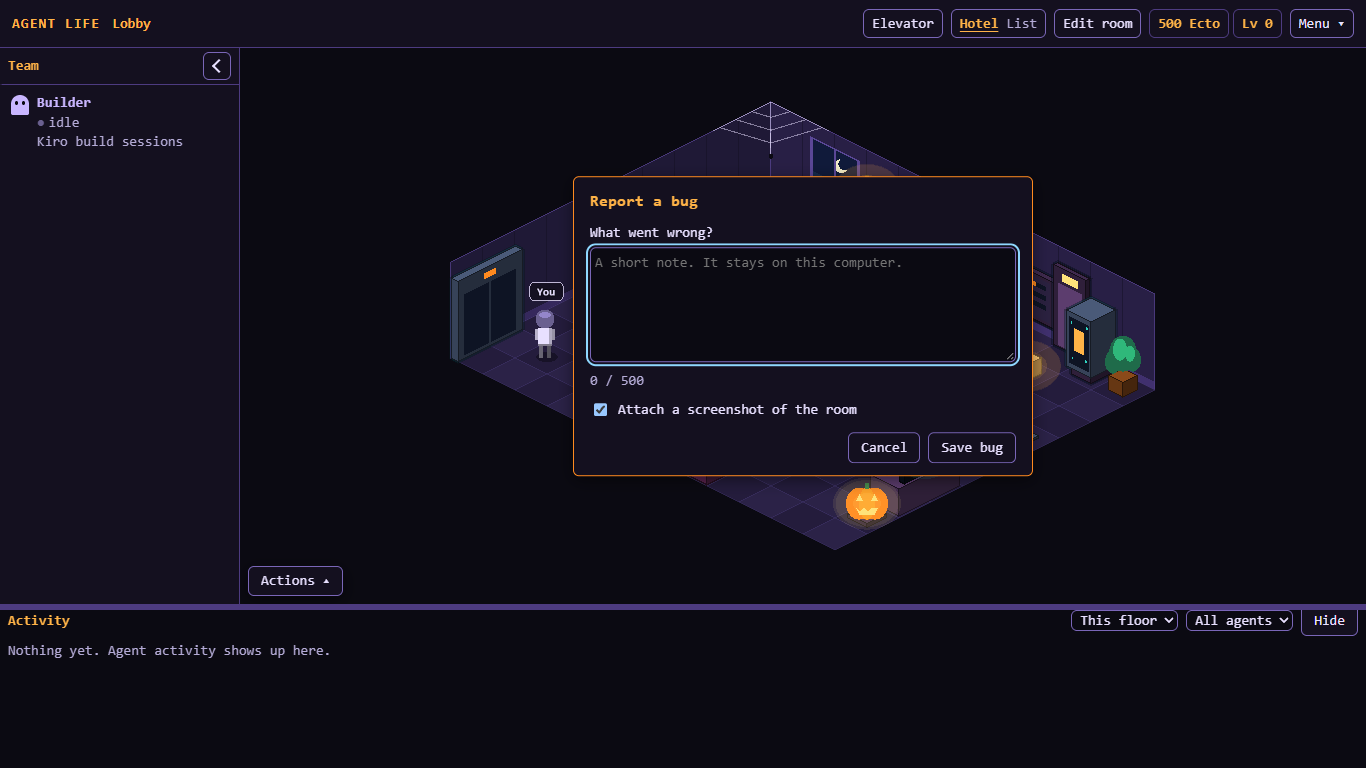 AGENT LIFE Lobby
Elevator
Hotel List
Edit room
500 Ecto
Lv 0
Menu ▾
Team
Builder
idle
Kiro build sessions
You
Report a bug
What went wrong?
A short note. It stays on this computer.
0 / 500
Attach a screenshot of the room
Cancel
Save bug
Actions ▴
Activity
This floor
All agents
Hide
Nothing yet. Agent activity shows up here.